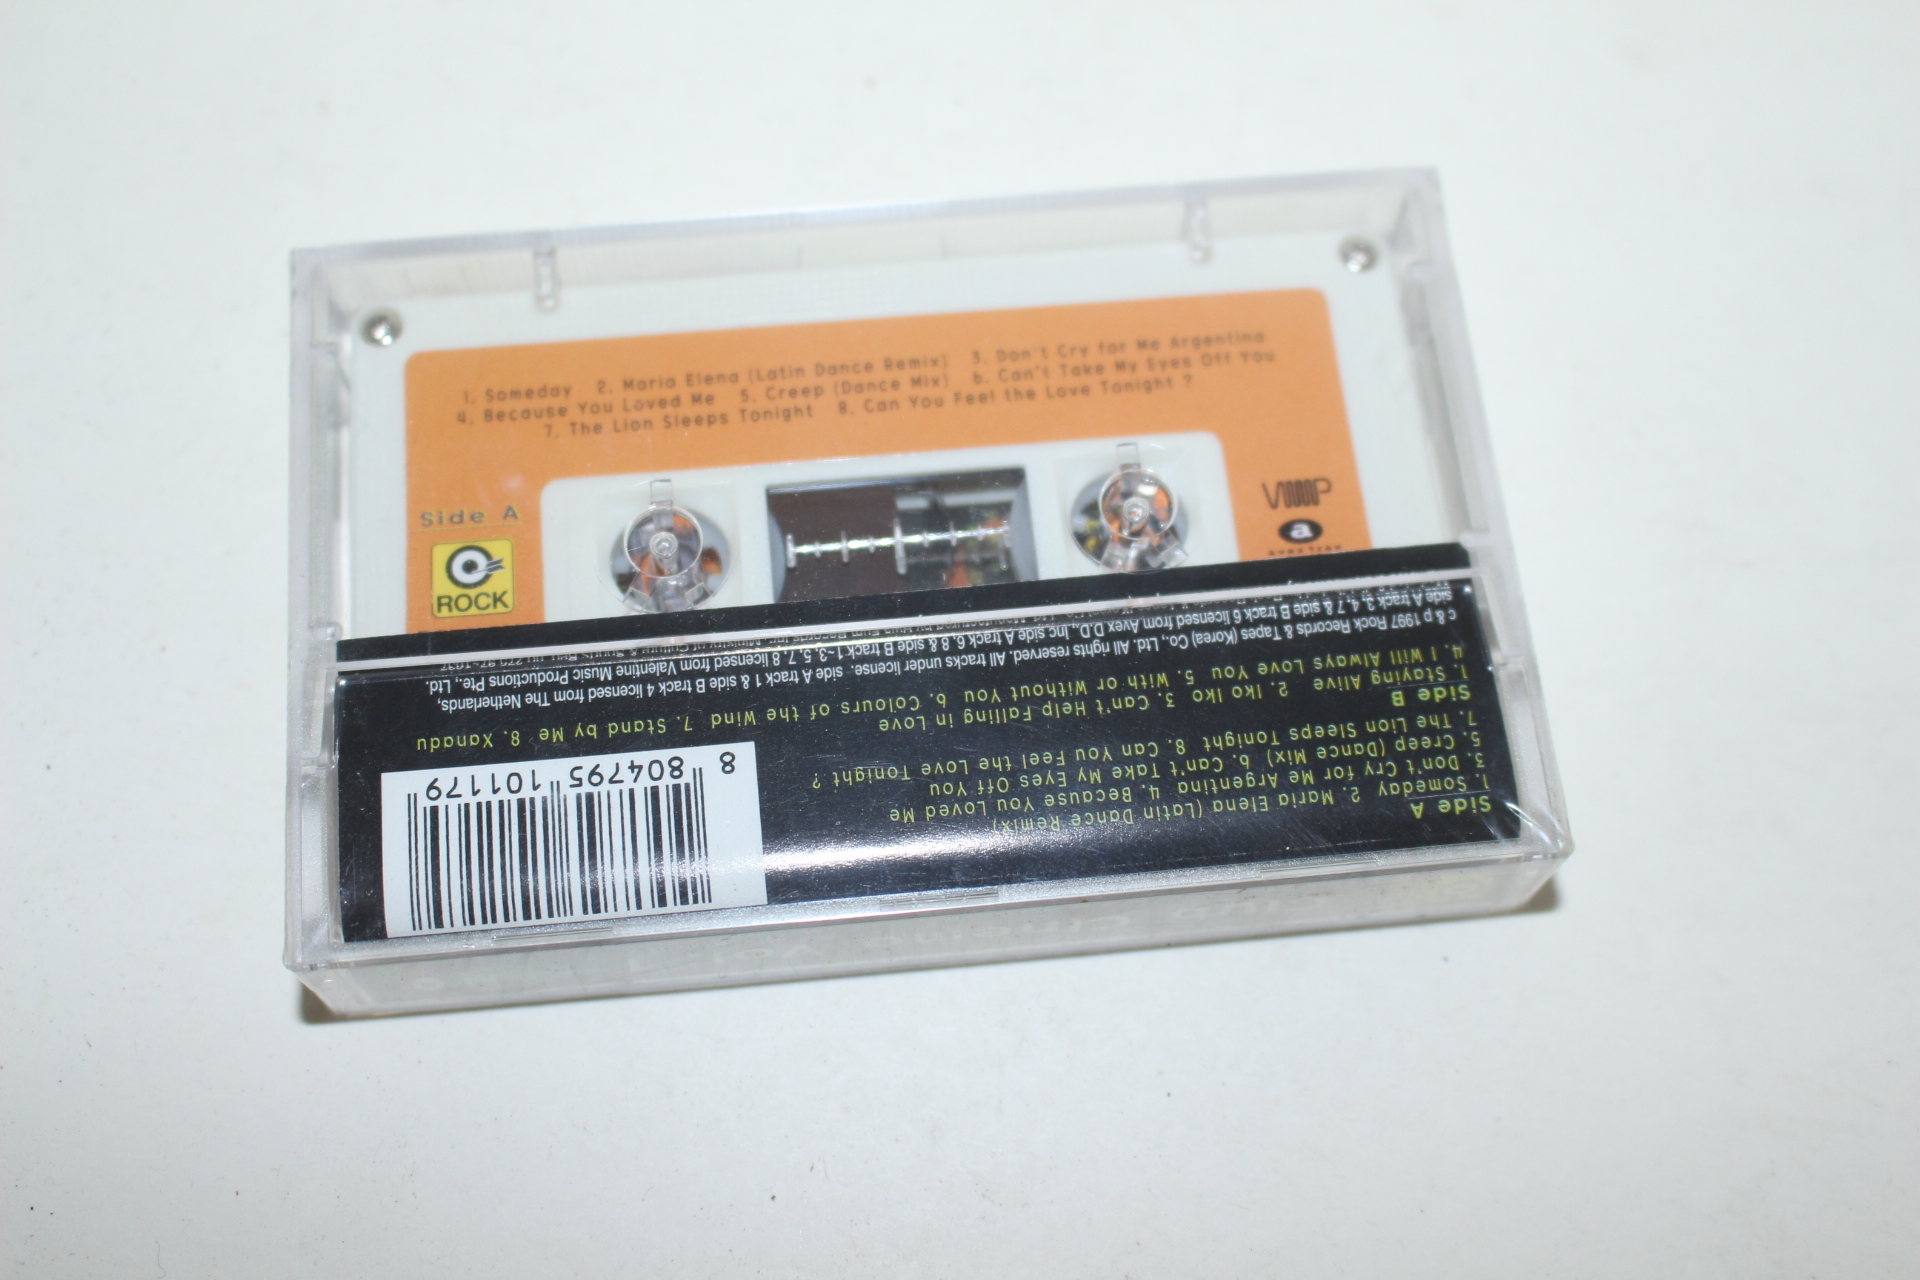 1. Someday 2. Maria Elena (Latin Dance Remix) 3. Don't Cry for Me Argentina
4. Because You Loved Me 5. Creep (Dance Mix) 6. Can't Take My Eyes Off You
7. The Lion Sleeps Tonight 8. Can You Feel the Love Tonight ?
Side A
ROCK
VMP
a
avex trax
Side A
1. Someday 2. Maria Elena (Latin Dance Remix)
3. Don't Cry for Me Argentina 4. Because You Loved Me
5. Creep (Dance Mix) 6. Can't Take My Eyes Off You
7. The Lion Sleeps Tonight 8. Can You Feel the Love Tonight ?
Side B
1. Staying Alive 2. Iko Iko 3. Can't Help Falling in Love
4. I Will Always Love You 5. With or Without You 6. Colours of the Wind 7. Stand by Me 8. Xanadu
8 804795 101179
side A track 1 & side B track 4 licensed from The Netherlands,
side A track 3, 4, 7 & side B track 6 licensed from Avex D.D., Inc. side A track 6, 8 & side B track 1~3, 5, 7, 8 licensed from Valentine Music Productions Pte., Ltd.
c & p 1997 Rock Records & Tapes (Korea) Co., Ltd. All rights reserved. All tracks under license.
Cinema Vol. 1